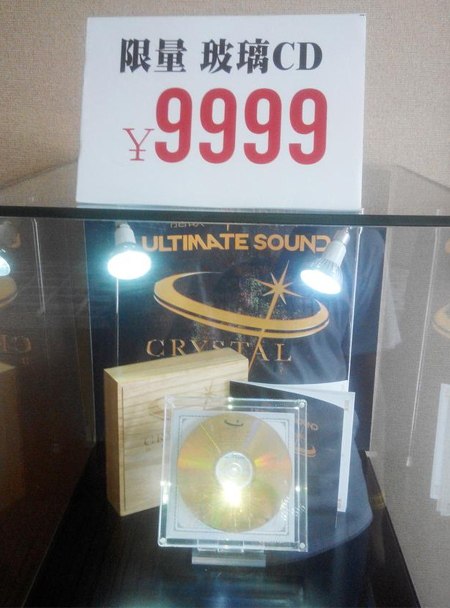 限量 玻璃CD
¥9999
ULTIMATE SOUND
CRYSTAL